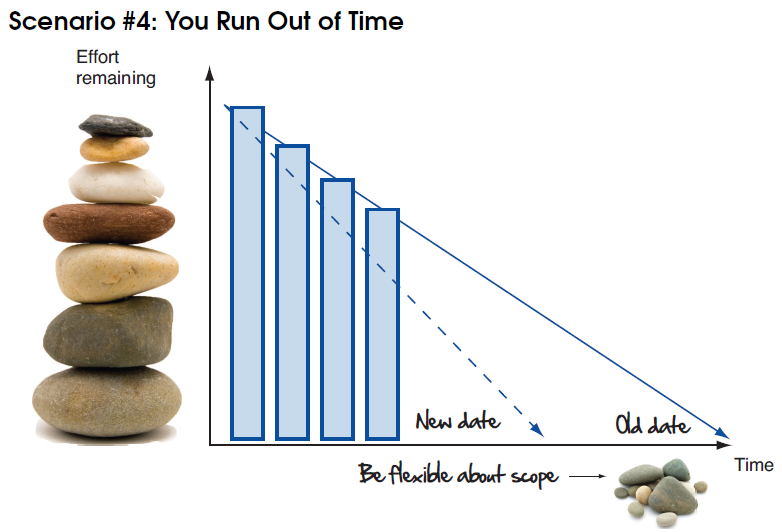 Scenario #4: You Run Out of Time
Effort
remaining
New date
Old date
Time
Be flexible about scope